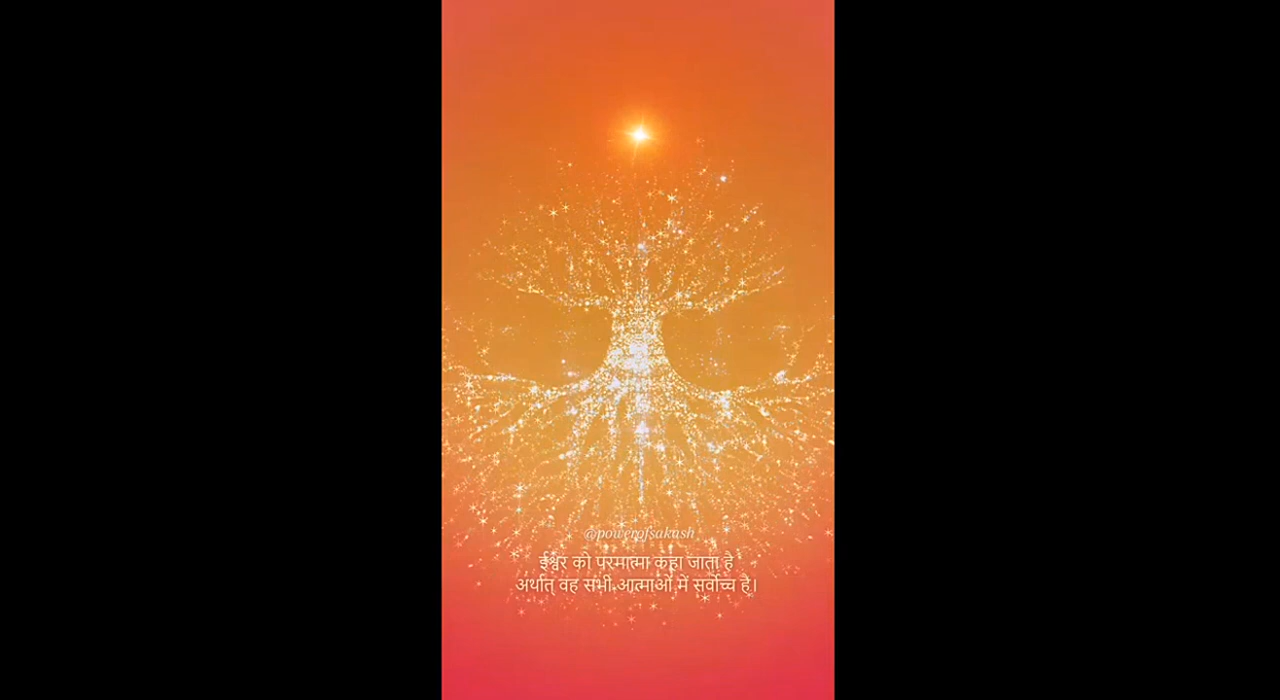 @powerofsakash
ईश्वर को परमात्मा कहा जाता है
अर्थात् वह सभी आत्माओं में सर्वोच्च है।